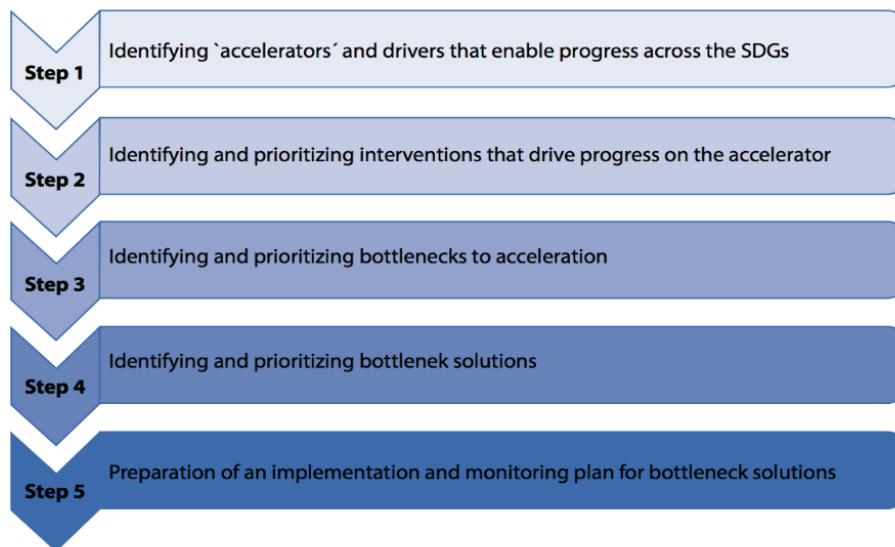 Step 1
Identifying `accelerators´ and drivers that enable progress across the SDGs
Step 2
Identifying and prioritizing interventions that drive progress on the accelerator
Step 3
Identifying and prioritizing bottlenecks to acceleration
Step 4
Identifying and prioritizing bottlenek solutions
Step 5
Preparation of an implementation and monitoring plan for bottleneck solutions